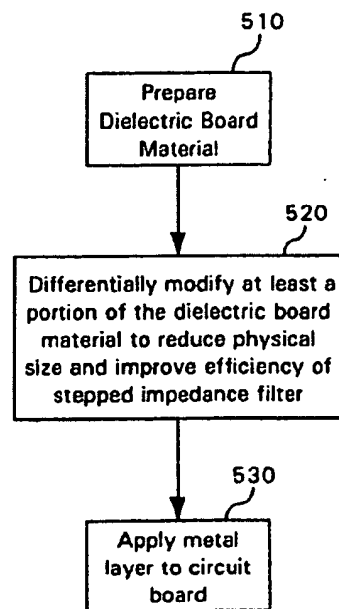 510
Prepare
Dielectric Board
Material
520
Differentially modify at least a
portion of the dielectric board
material to reduce physical
size and improve efficiency of
stepped impedance filter
530
Apply metal
layer to circuit
board